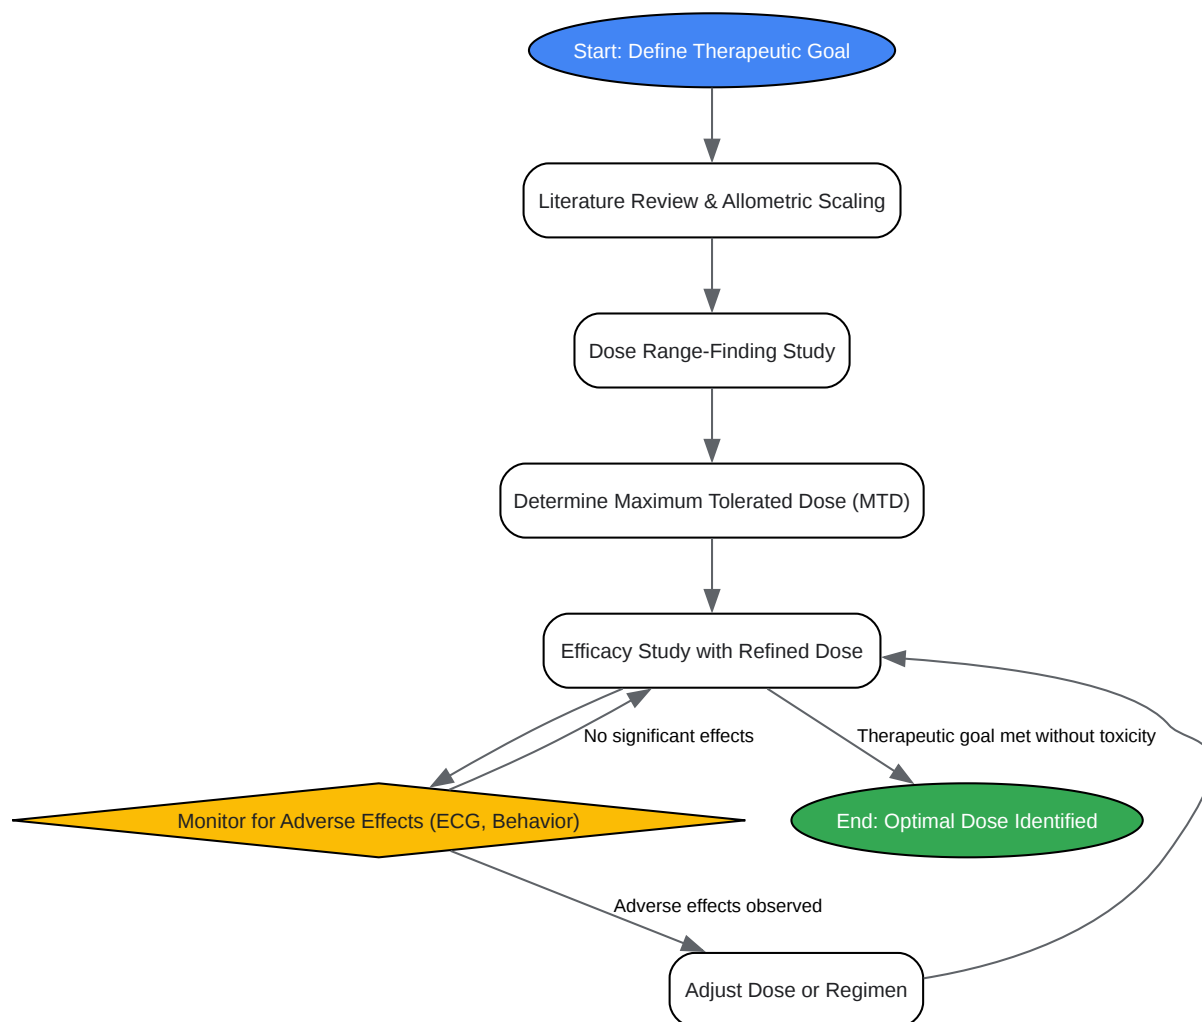 Start: Define Therapeutic Goal
Literature Review & Allometric Scaling
Dose Range-Finding Study
Determine Maximum Tolerated Dose (MTD)
Efficacy Study with Refined Dose
No significant effects
Therapeutic goal met without toxicity
Monitor for Adverse Effects (ECG, Behavior)
End: Optimal Dose Identified
Adverse effects observed
Adjust Dose or Regimen